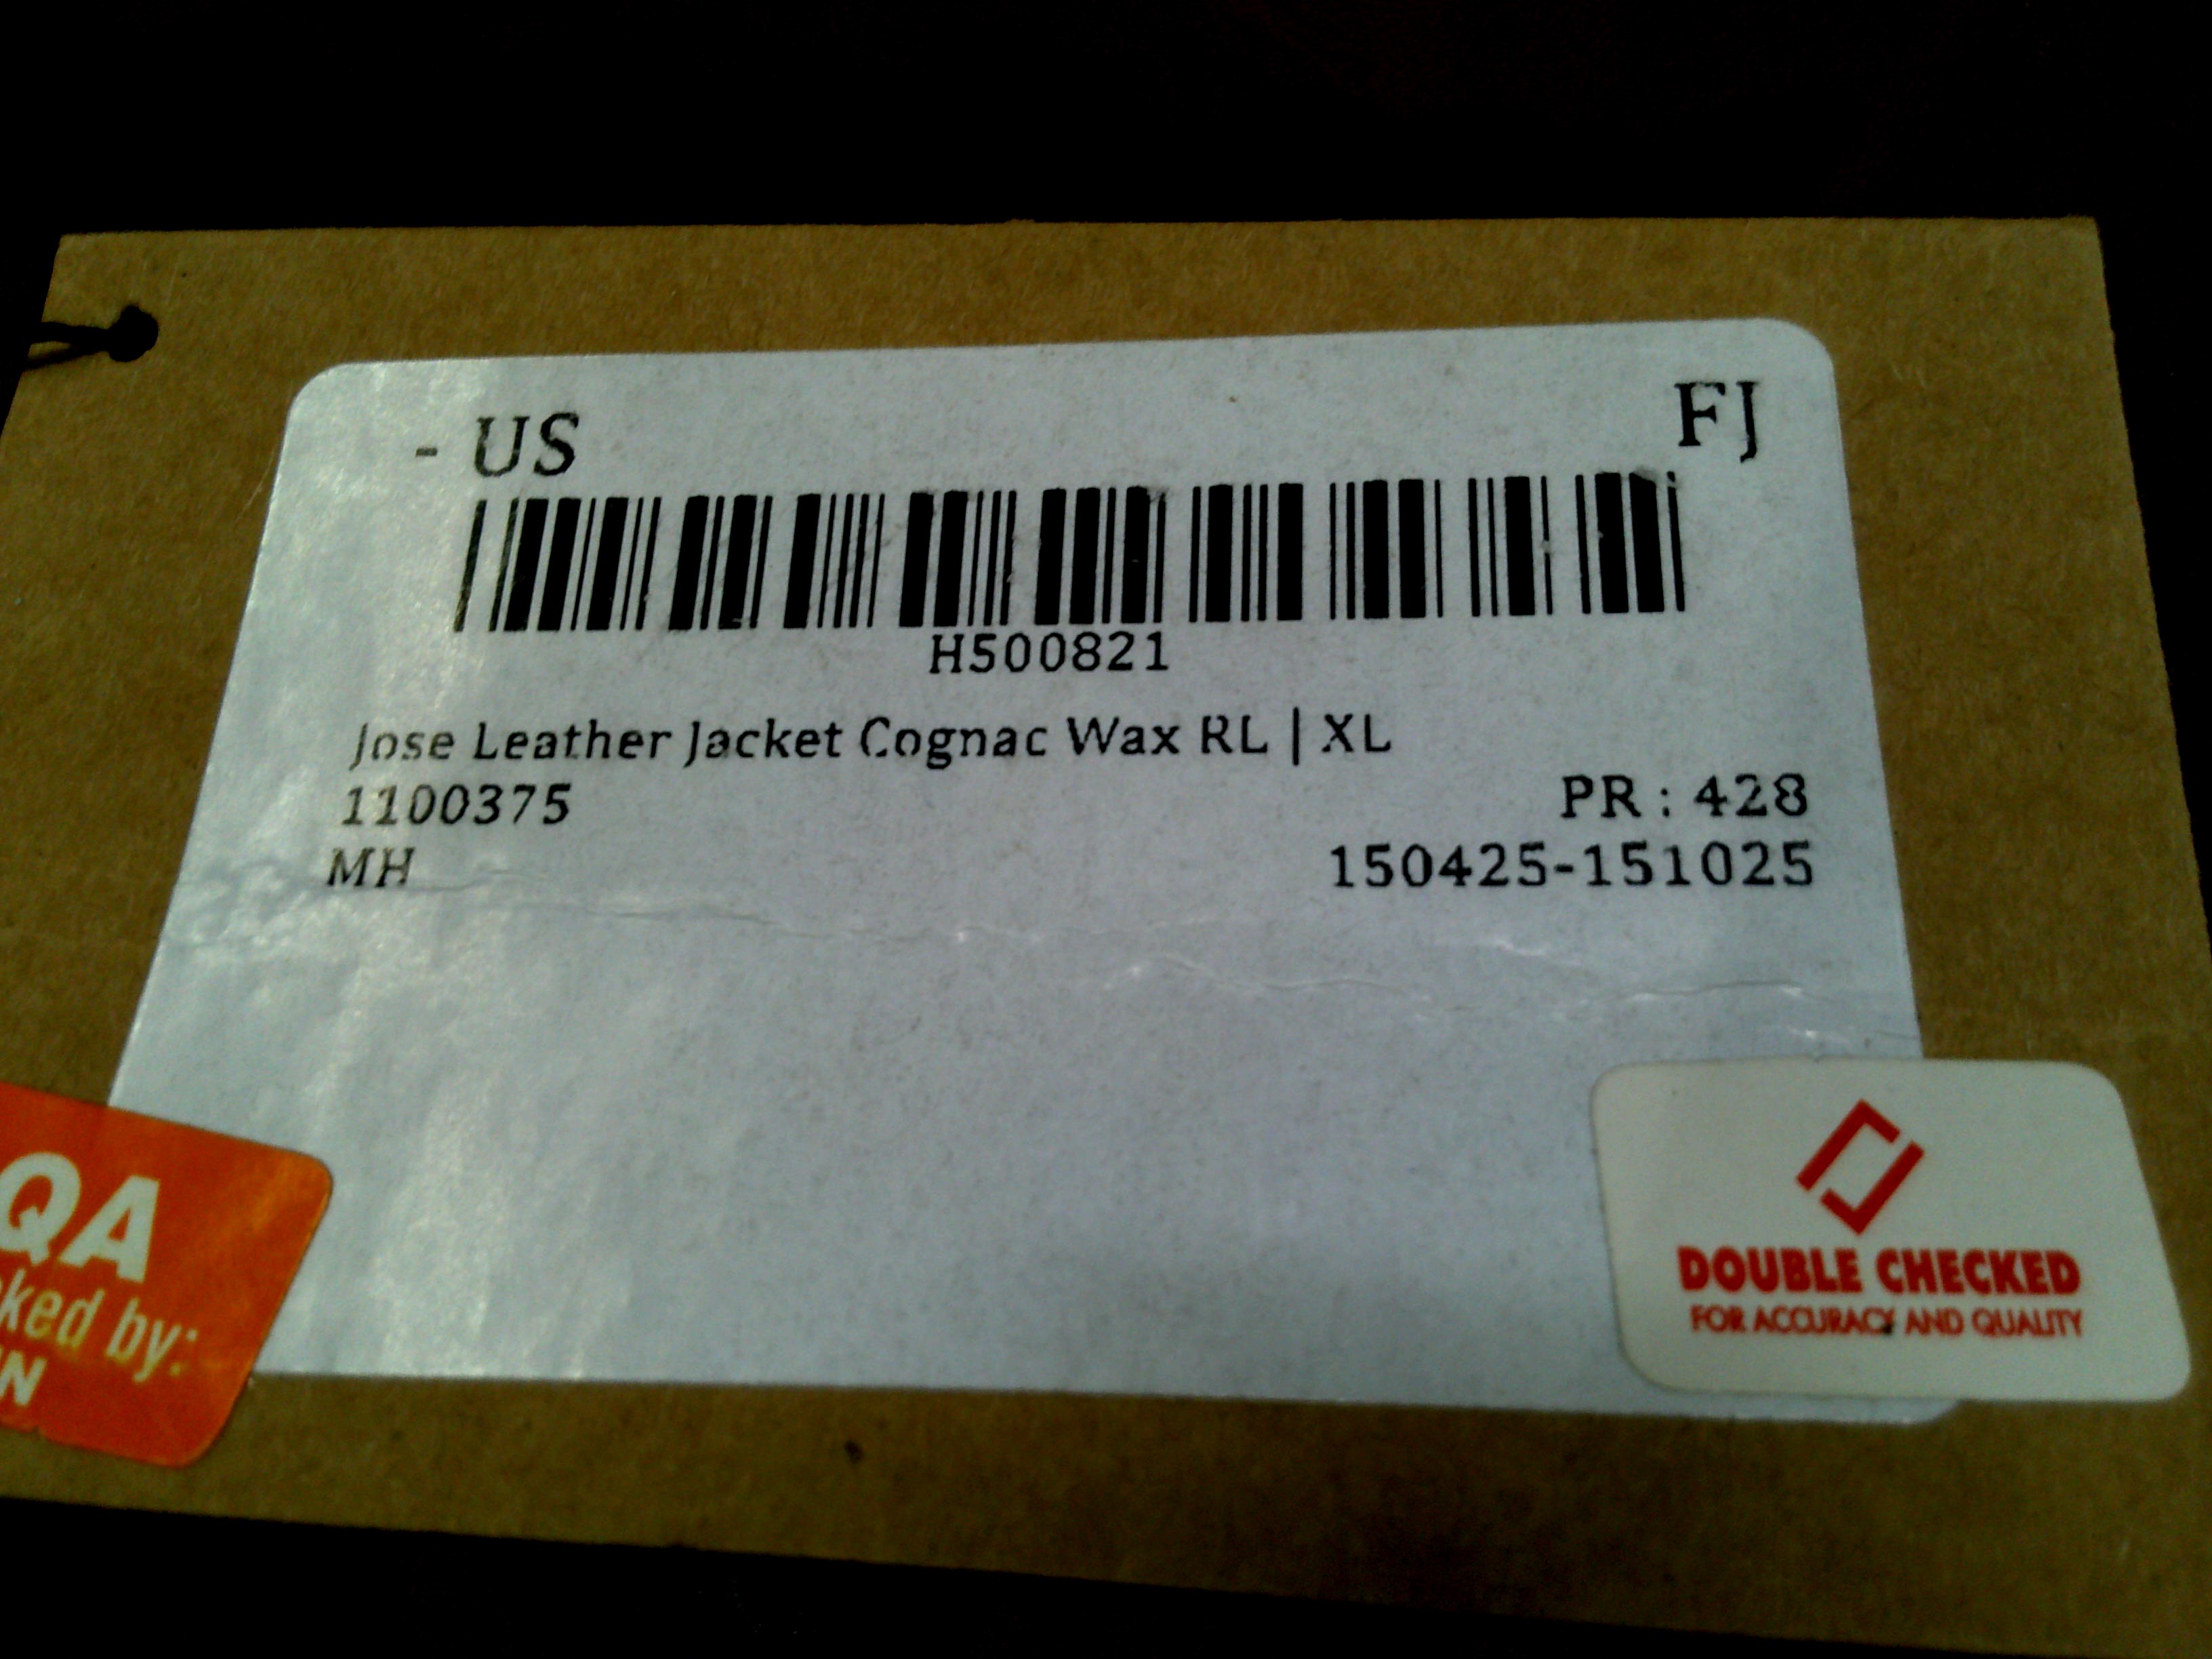 - US FJ
H500821
Jose Leather Jacket Cognac Wax RL | XL
1100375 PR : 428
MH 150425-151025
QA
by:
DOUBLE CHECKED
FOR ACCURACY AND QUALITY